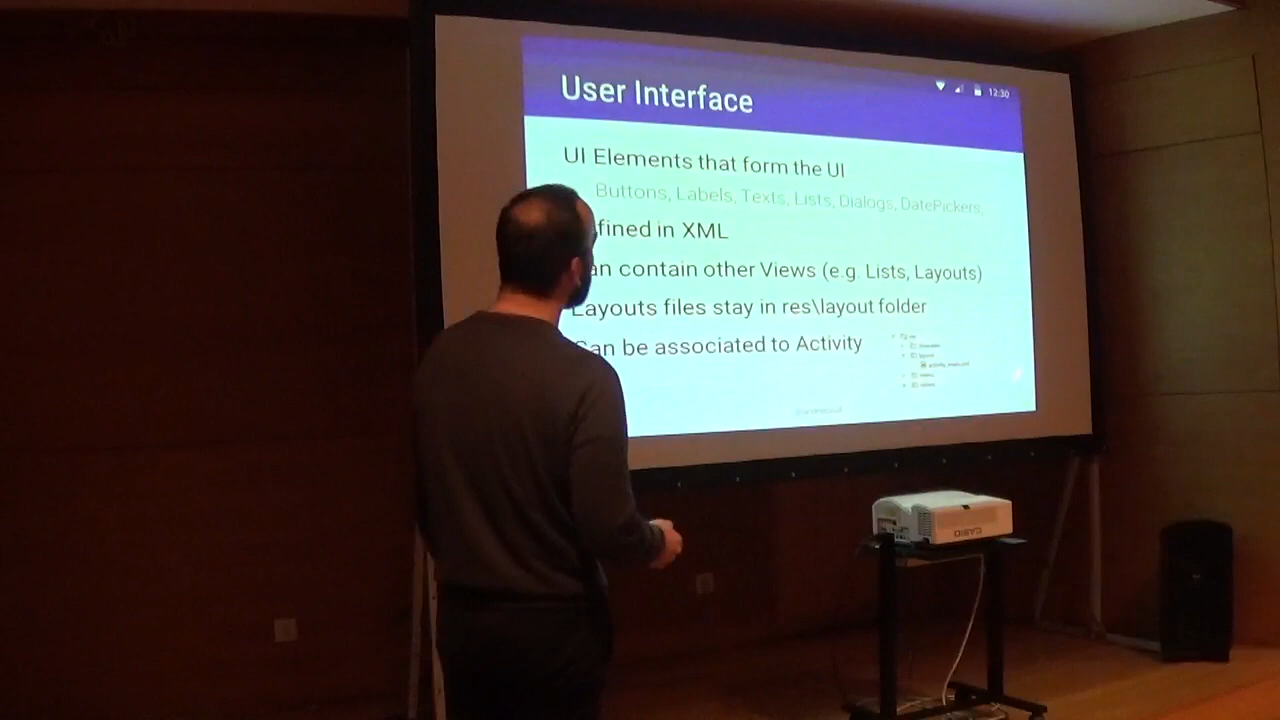 User Interface
12:30
UI Elements that form the UI
Buttons, Labels, Texts, Lists, Dialogs, DatePickers,
fined in XML
an contain other Views (e.g. Lists, Layouts)
Layouts files stay in res\layout folder
Can be associated to Activity
CASIO